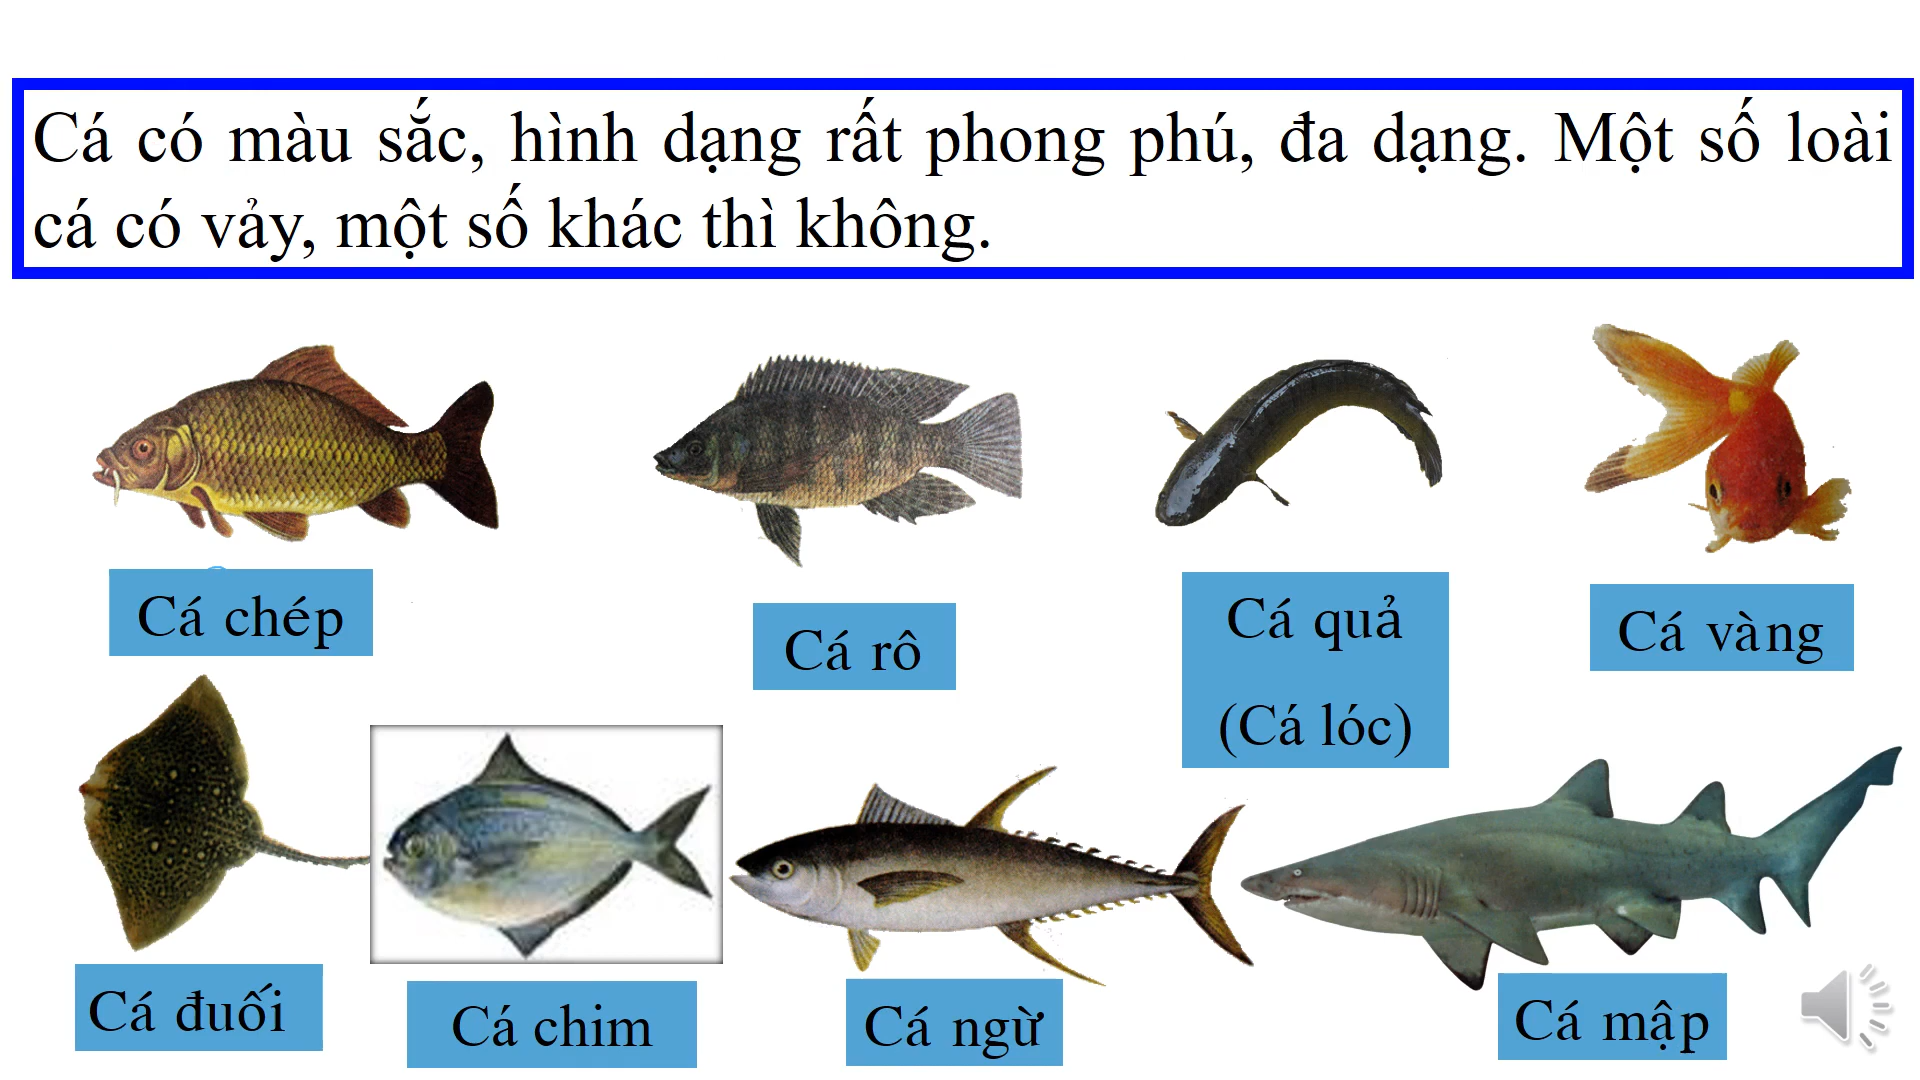 Cá có màu sắc, hình dạng rất phong phú, đa dạng. Một số loài
cá có vảy, một số khác thì không.
Cá chép
Cá rô
Cá quả
(Cá lóc)
Cá vàng
Cá đuối
Cá chim
Cá ngừ
Cá mập